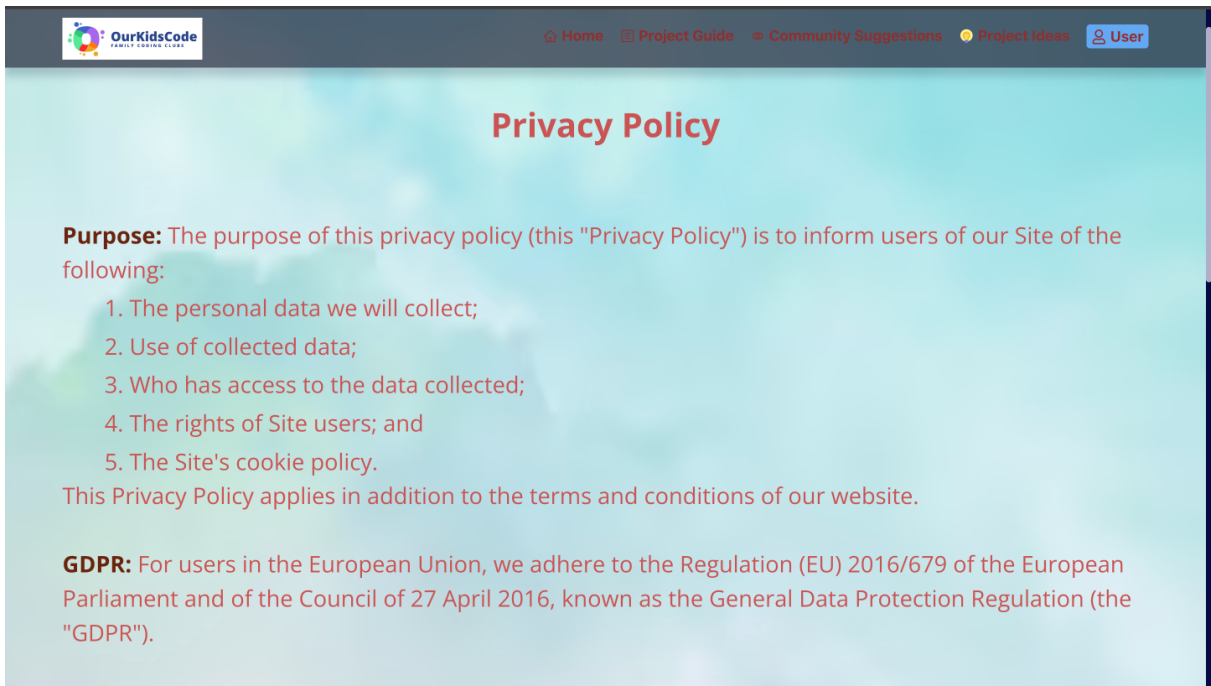 OurKidsCode
FAMILY CODING CLUBS
Home Project Guide Community Suggestions Project Ideas User
Privacy Policy
Purpose: The purpose of this privacy policy (this "Privacy Policy") is to inform users of our Site of the
following:
1. The personal data we will collect;
2. Use of collected data;
3. Who has access to the data collected;
4. The rights of Site users; and
5. The Site's cookie policy.
This Privacy Policy applies in addition to the terms and conditions of our website.
GDPR: For users in the European Union, we adhere to the Regulation (EU) 2016/679 of the European
Parliament and of the Council of 27 April 2016, known as the General Data Protection Regulation (the
"GDPR").